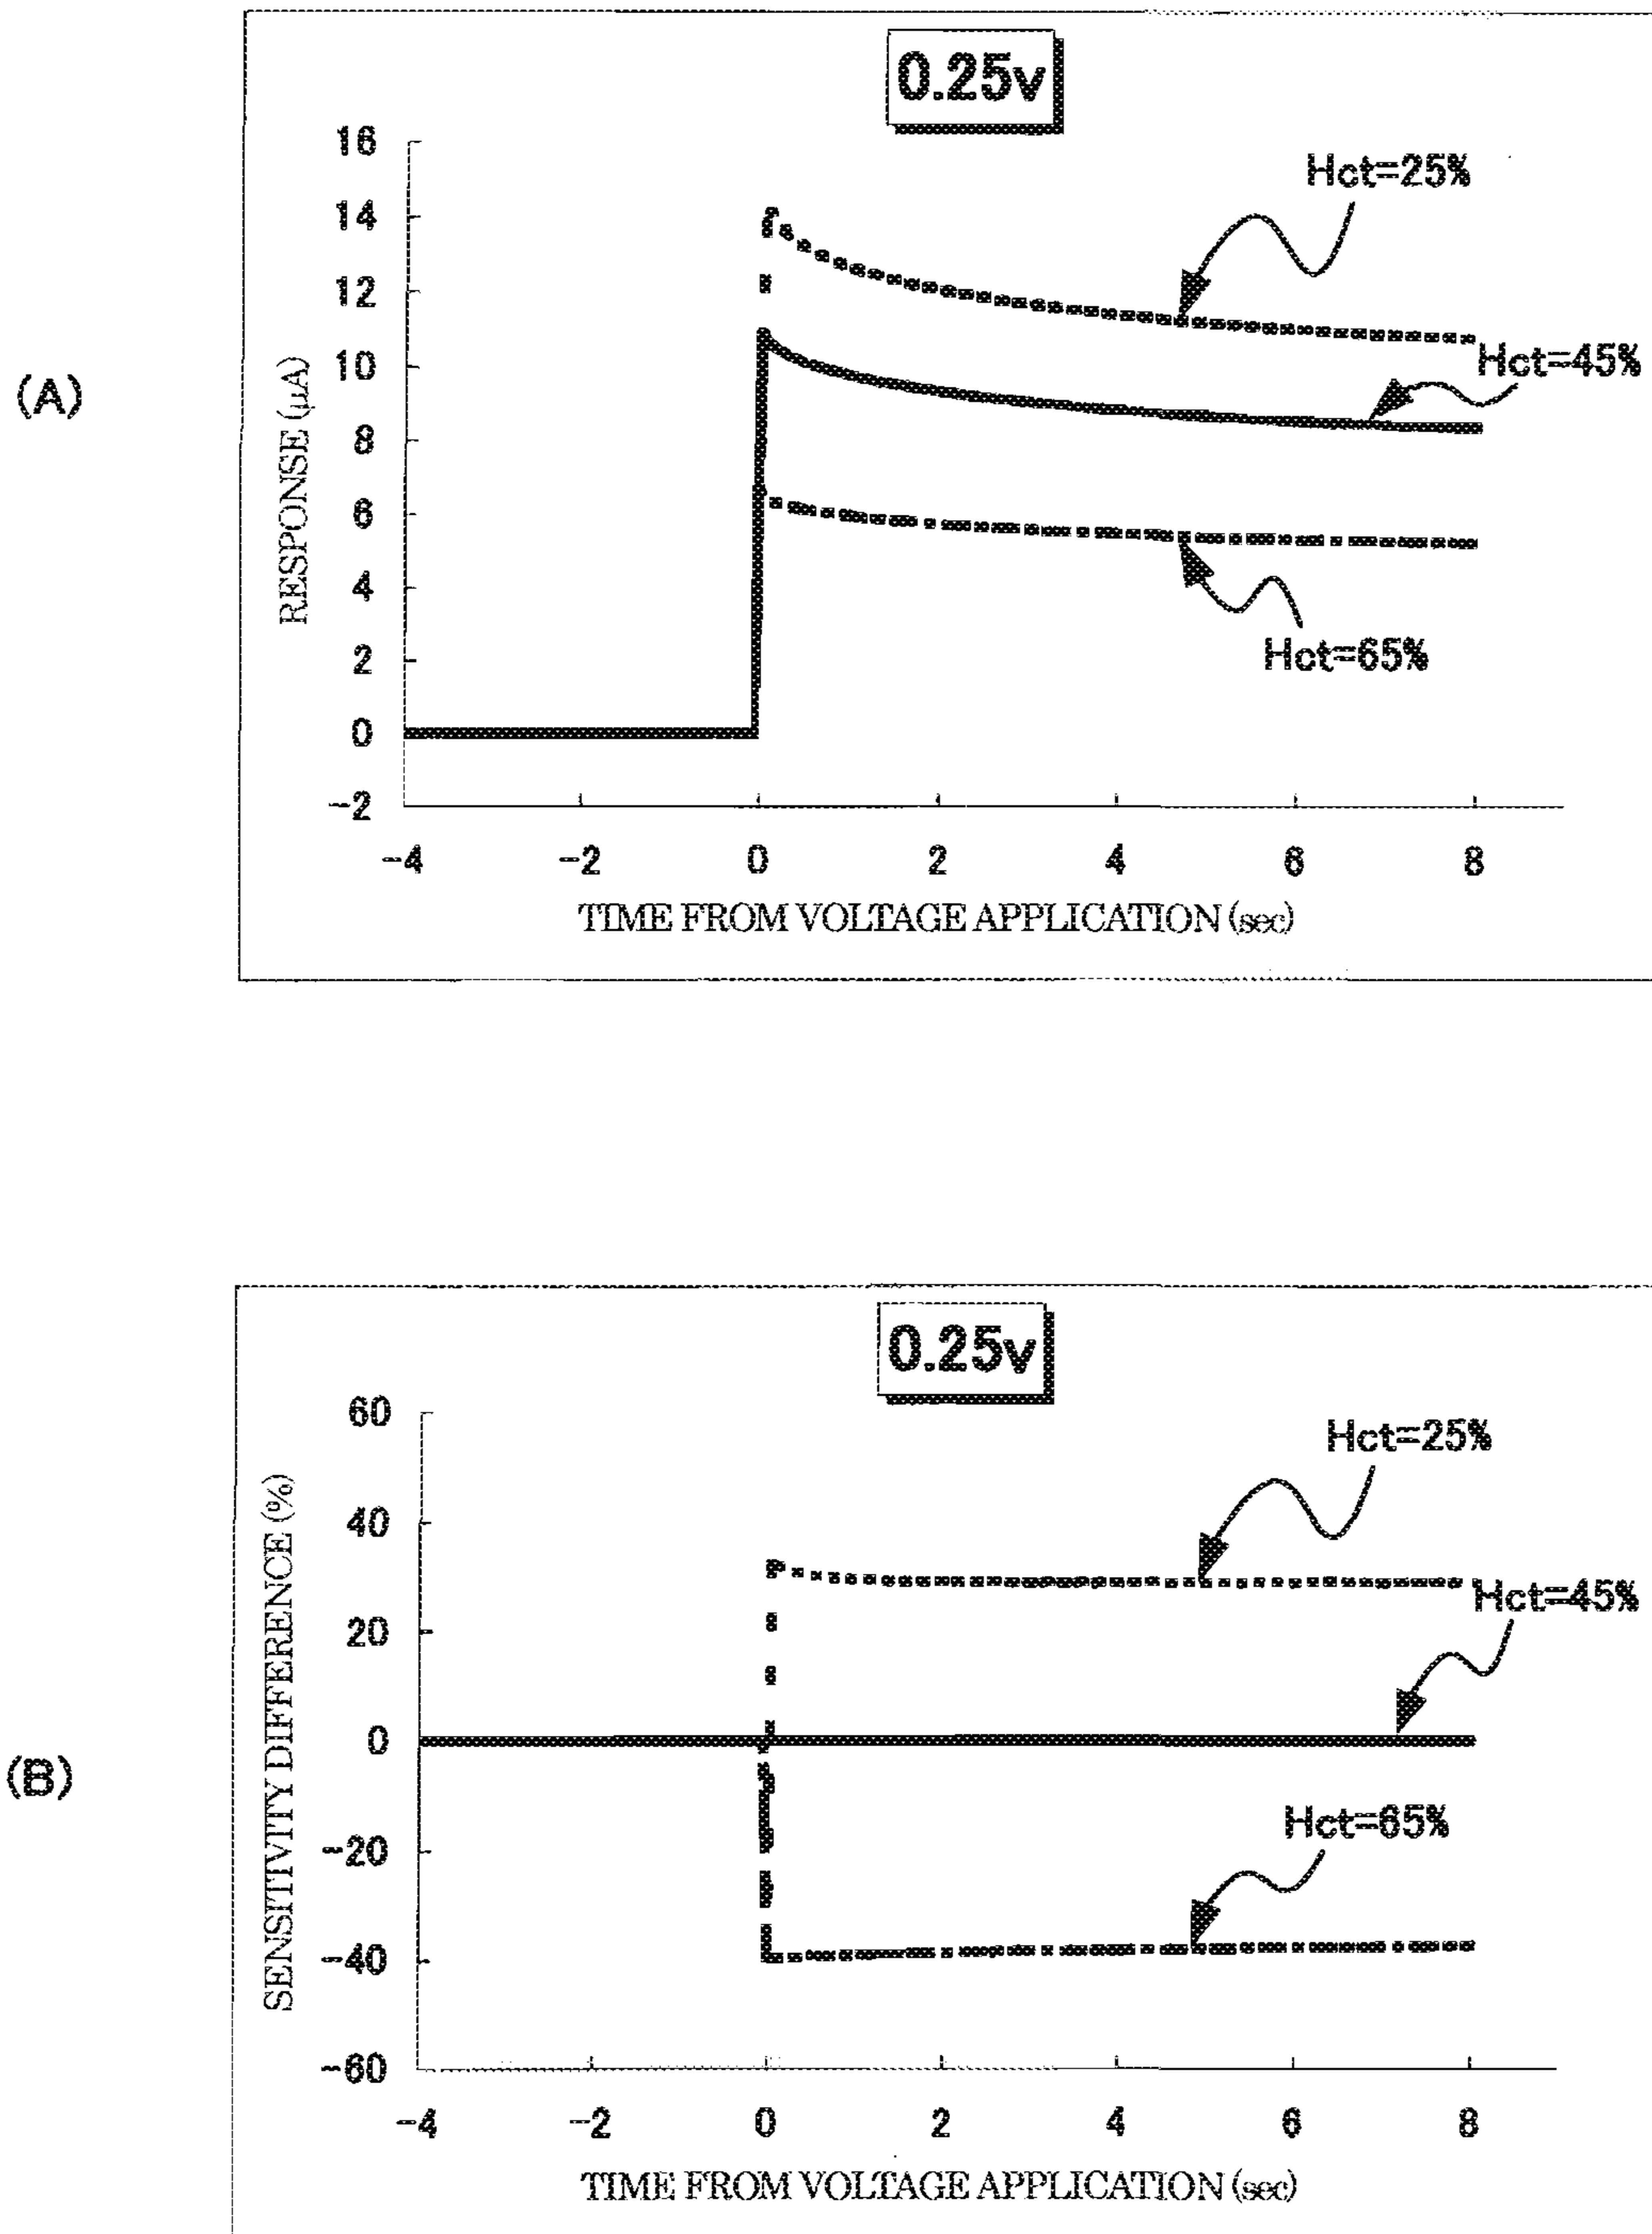 (A)
0.25v
16
14
12
10
8
6
4
2
0
-2
RESPONSE (μA)
Hct=25%
Hct=45%
Hct=65%
-4 -2 0 2 4 6 8
TIME FROM VOLTAGE APPLICATION (sec)
(B)
0.25v
60
40
20
0
-20
-40
-60
SENSITIVITY DIFFERENCE (%)
Hct=25%
Hct=45%
Hct=65%
-4 -2 0 2 4 6 8
TIME FROM VOLTAGE APPLICATION (sec)